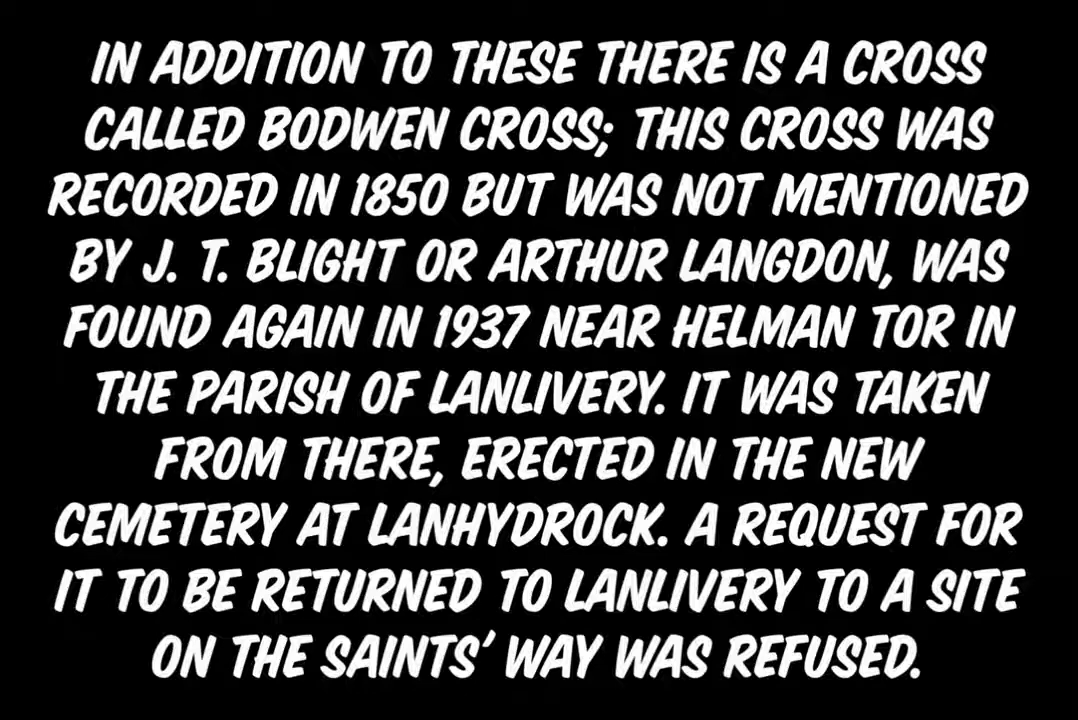 IN ADDITION TO THESE THERE IS A CROSS
CALLED BODWEN CROSS; THIS CROSS WAS
RECORDED IN 1850 BUT WAS NOT MENTIONED
BY J. T. BLIGHT OR ARTHUR LANGDON, WAS
FOUND AGAIN IN 1937 NEAR HELMAN TOR IN
THE PARISH OF LANLIVERY. IT WAS TAKEN
FROM THERE, ERECTED IN THE NEW
CEMETERY AT LANHYDROCK. A REQUEST FOR
IT TO BE RETURNED TO LANLIVERY TO A SITE
ON THE SAINTS' WAY WAS REFUSED.